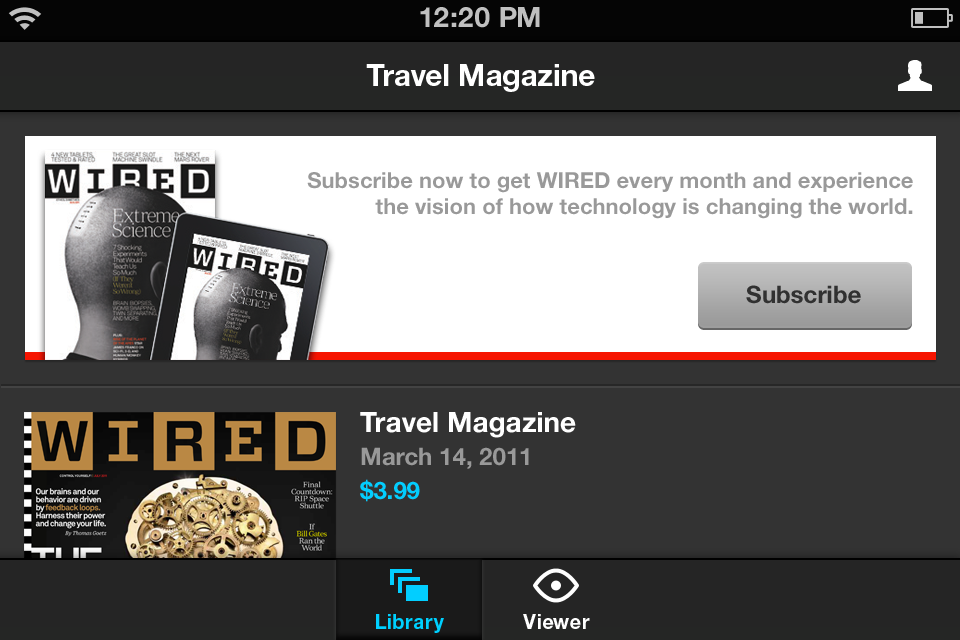 12:20 PM
Travel Magazine
4 NEW TABLETS, TESTED & RATED
THE GREAT SLOT MACHINE SWINDLE
THE NEXT MARS ROVER
WIRED
Extreme
Science
7 Shocking
Experiments
That Would
Teach Us
So Much
(If They
Weren't
So Wrong)
BRAIN BIOPSIES,
WOMB SWAPPING,
TWIN SEPARATING,
AND MORE
WIRED
Extreme
Science
Subscribe now to get WIRED every month and experience
the vision of how technology is changing the world.
Subscribe
WIRED
CONTROL YOURSELF
Our brains and our
behavior are driven
by feedback loops.
Harness their power
and change your life.
By Thomas Goetz
THE
Final
Countdown:
RIP Space
Shuttle
If
Bill Gates
Ran the
World
Travel Magazine
March 14, 2011
$3.99
Library
Viewer